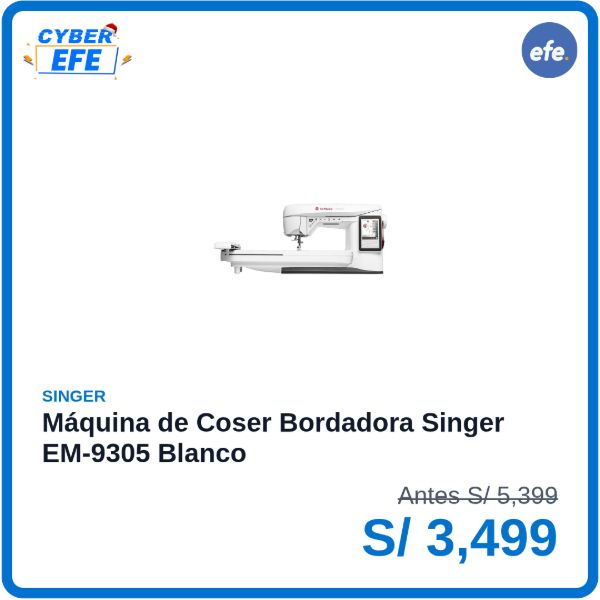 CYBER
EFE
efe.
SINGER
Máquina de Coser Bordadora Singer
EM-9305 Blanco
Antes S/ 5,399
S/ 3,499